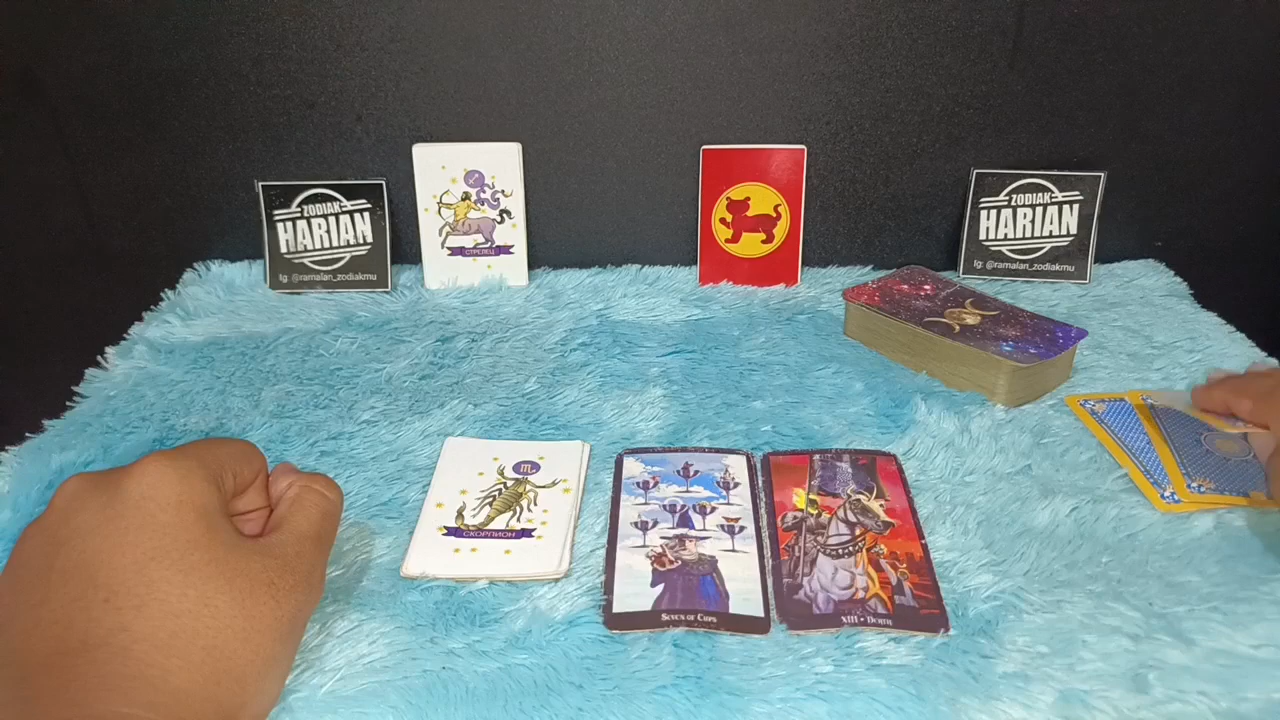 ZODIAK
HARIAN
Ig: @ramalan_zodiakmu
СТРЕЛЕЦ
ZODIAK
HARIAN
Ig: @ramalan_zodiakmu
♏
СКОРПИОН
SEVEN OF CUPS
XIII • DEATH